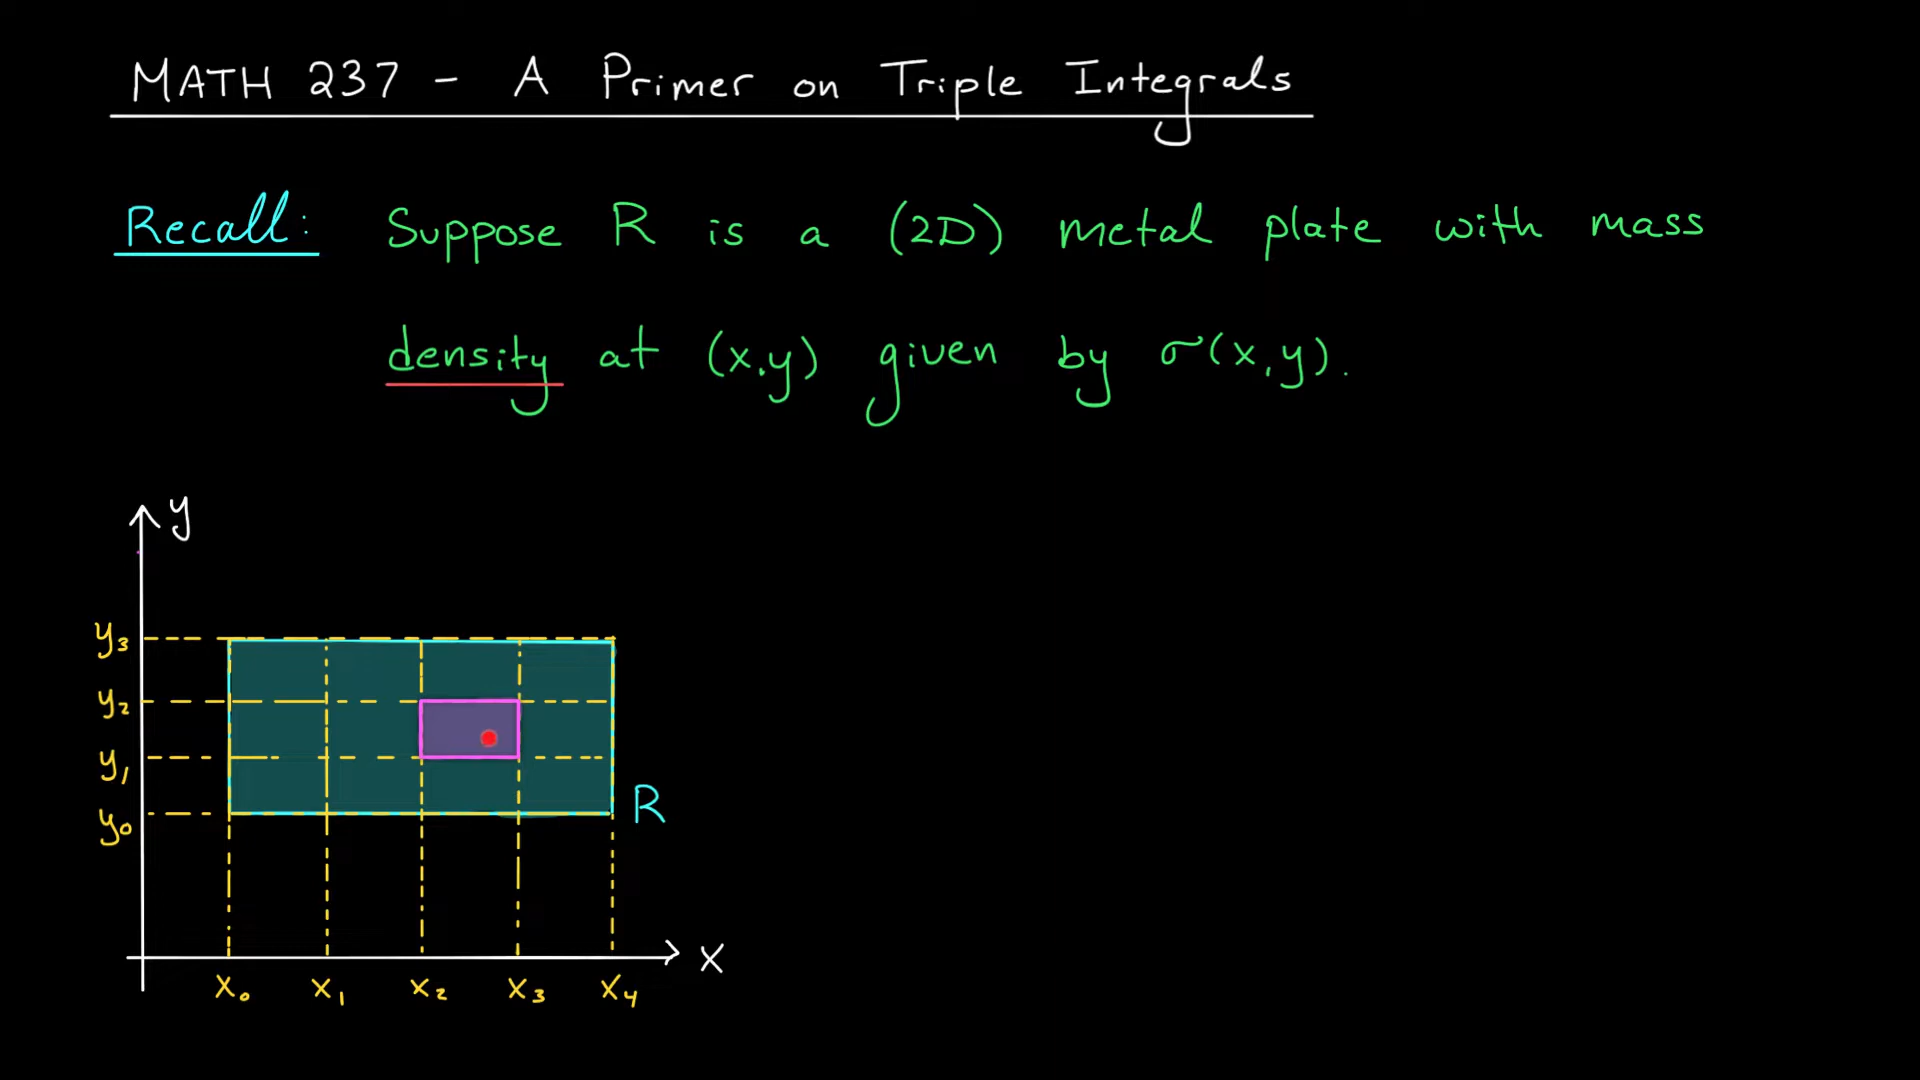 MATH 237 - A Primer on Triple Integrals
Recall: Suppose R is a (2D) metal plate with mass
density at (x,y) given by σ(x,y).
y
y₃
y₂
y₁
y₀
R
x
x₀ x₁ x₂ x₃ x₄